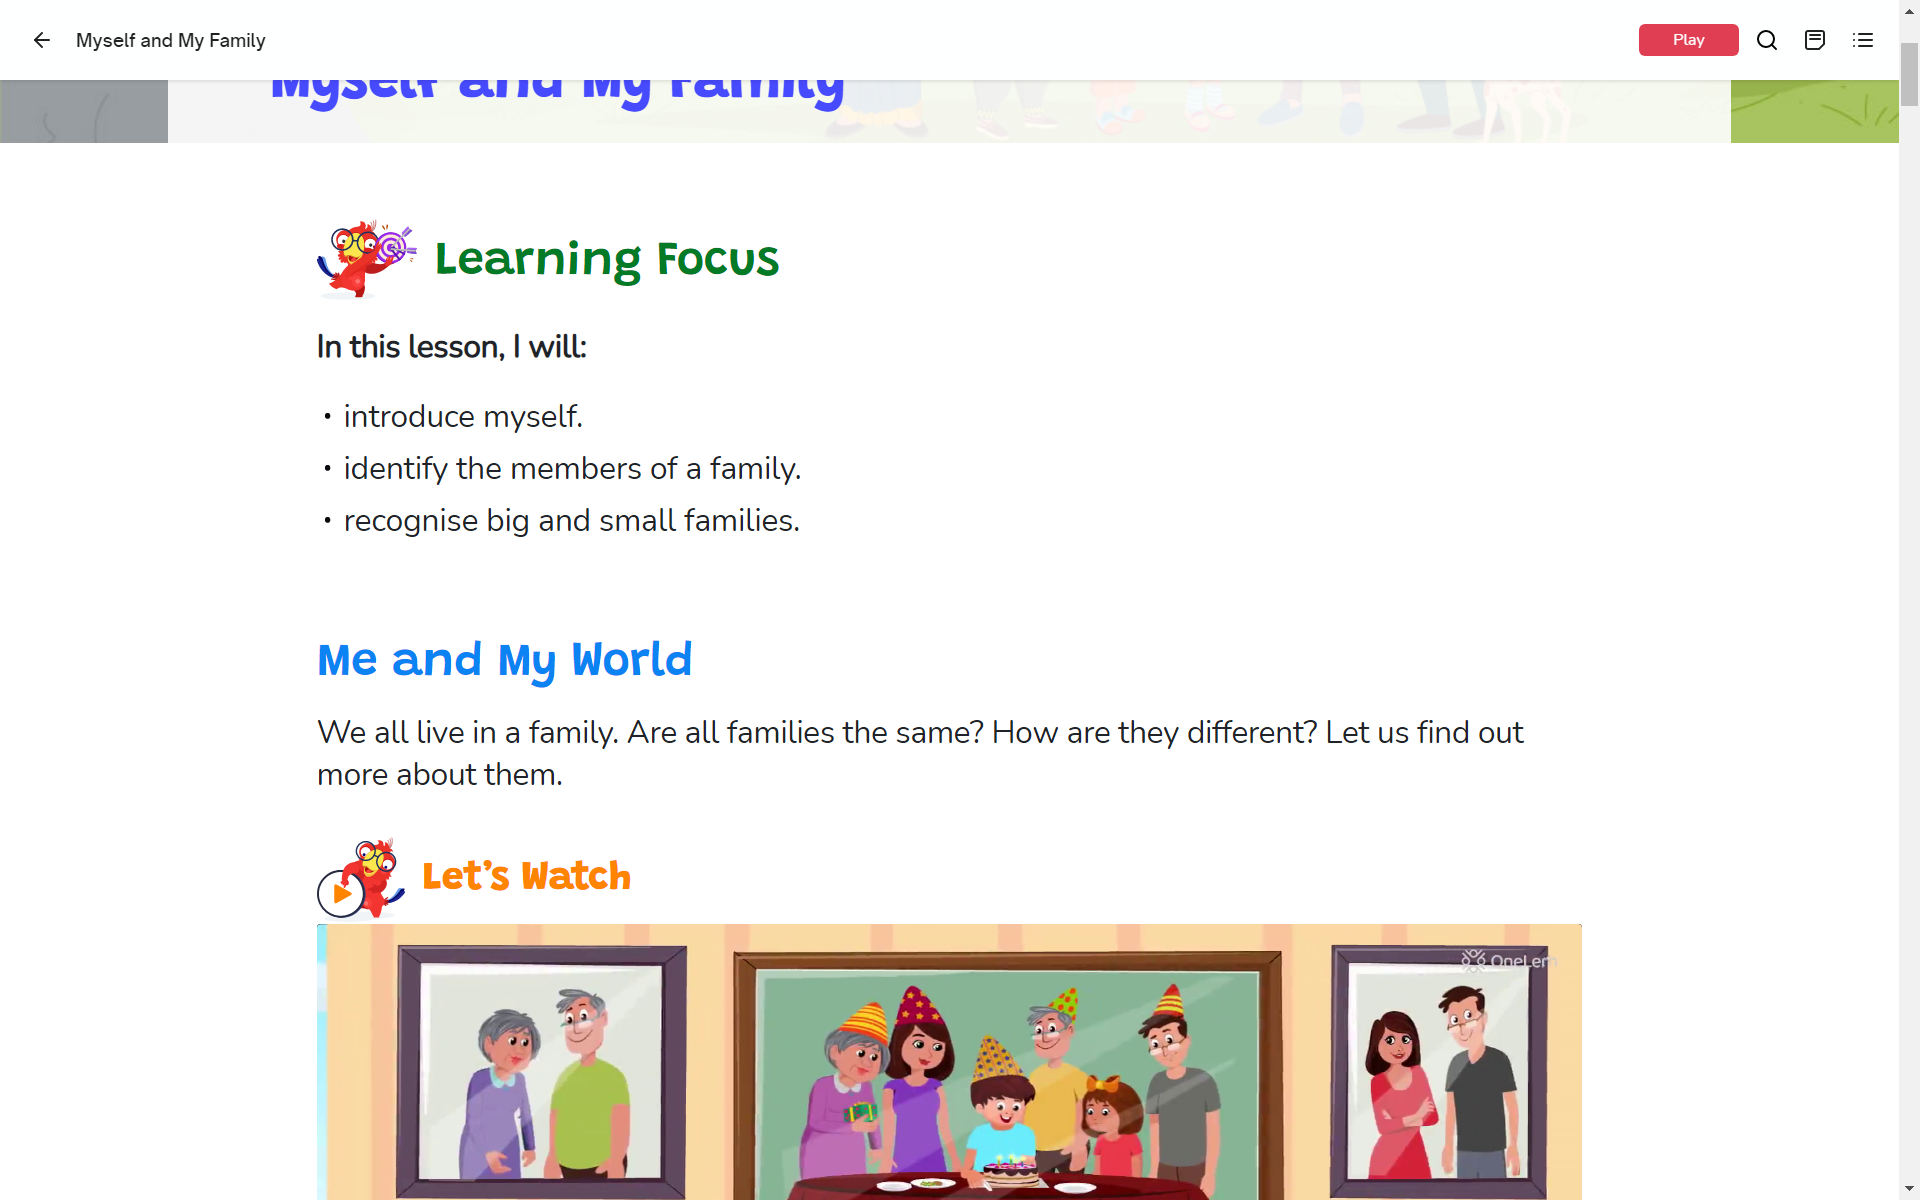 Myself and My Family
Play
Myself and My Family
Learning Focus
In this lesson, I will:
• introduce myself.
• identify the members of a family.
• recognise big and small families.
Me and My World
We all live in a family. Are all families the same? How are they different? Let us find out
more about them.
Let's Watch
OneLern